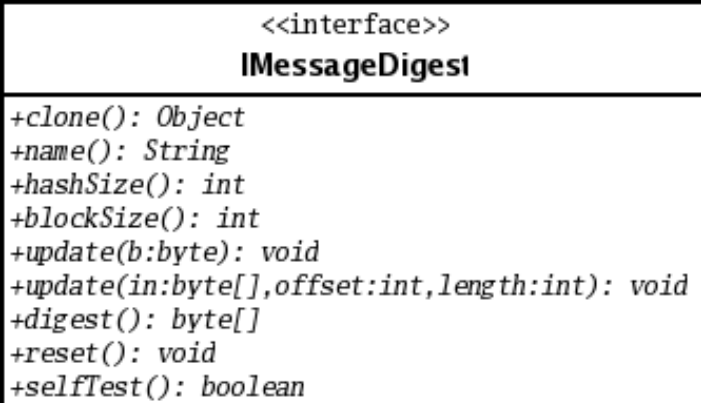 <<interface>>
IMessageDigest
+clone(): Object
+name(): String
+hashSize(): int
+blockSize(): int
+update(b:byte): void
+update(in:byte[],offset:int,length:int): void
+digest(): byte[]
+reset(): void
+selfTest(): boolean